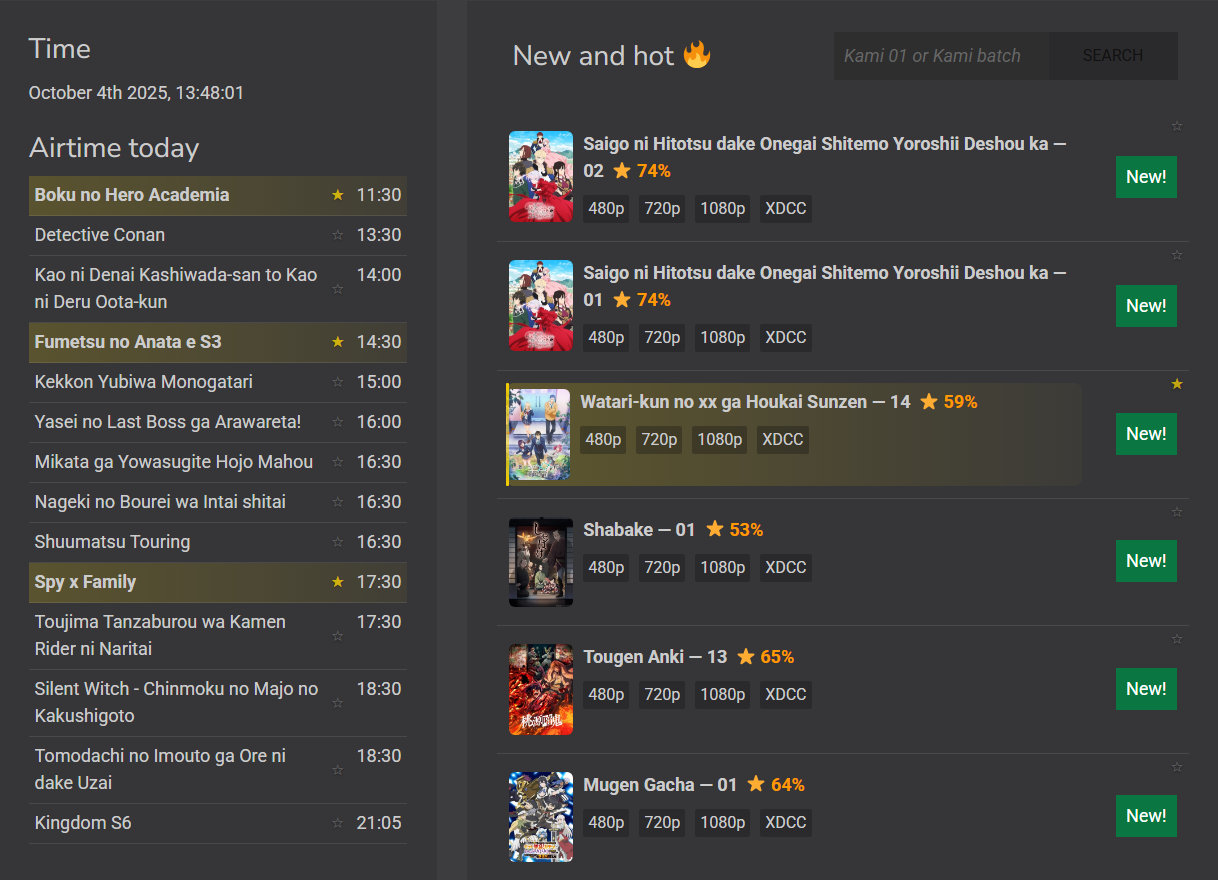 Time
October 4th 2025, 13:48:01
Airtime today
Boku no Hero Academia ★ 11:30
Detective Conan ☆ 13:30
Kao ni Denai Kashiwada-san to Kao ☆ 14:00
ni Deru Oota-kun
Fumetsu no Anata e S3 ★ 14:30
Kekkon Yubiwa Monogatari ☆ 15:00
Yasei no Last Boss ga Arawareta! ☆ 16:00
Mikata ga Yowasugite Hojo Mahou ☆ 16:30
Nageki no Bourei wa Intai shitai ☆ 16:30
Shuumatsu Touring ☆ 16:30
Spy x Family ★ 17:30
Toujima Tanzaburou wa Kamen ☆ 17:30
Rider ni Naritai
Silent Witch - Chinmoku no Majo no ☆ 18:30
Kakushigoto
Tomodachi no Imouto ga Ore ni ☆ 18:30
dake Uzai
Kingdom S6 ☆ 21:05
New and hot 🔥
Kami 01 or Kami batch SEARCH
Saigo ni Hitotsu dake Onegai Shitemo Yoroshii Deshou ka —
02 ★ 74%
480p 720p 1080p XDCC
New!
Saigo ni Hitotsu dake Onegai Shitemo Yoroshii Deshou ka —
01 ★ 74%
480p 720p 1080p XDCC
New!
Watari-kun no xx ga Houkai Sunzen — 14 ★ 59%
480p 720p 1080p XDCC
New!
Shabake — 01 ★ 53%
480p 720p 1080p XDCC
New!
Tougen Anki — 13 ★ 65%
480p 720p 1080p XDCC
New!
Mugen Gacha — 01 ★ 64%
480p 720p 1080p XDCC
New!